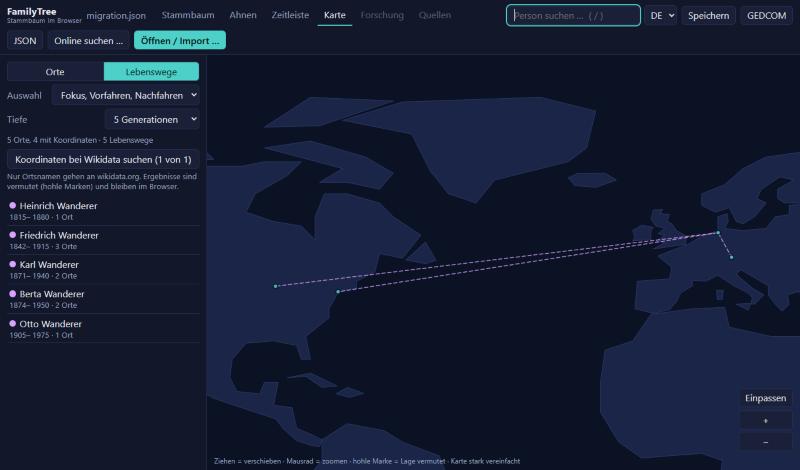 FamilyTree
Stammbaum im Browser
migration.json
Stammbaum
Ahnen
Zeitleiste
Karte
Forschung
Quellen
Person suchen … ( / )
DE
Speichern
GEDCOM
JSON
Online suchen …
Öffnen / Import …
Orte
Lebenswege
Auswahl
Fokus, Vorfahren, Nachfahren
Tiefe
5 Generationen
5 Orte, 4 mit Koordinaten · 5 Lebenswege
Koordinaten bei Wikidata suchen (1 von 1)
Nur Ortsnamen gehen an wikidata.org. Ergebnisse sind
vermutet (hohle Marken) und bleiben im Browser.
Heinrich Wanderer
1815– 1880 · 1 Ort
Friedrich Wanderer
1842– 1915 · 3 Orte
Karl Wanderer
1871– 1940 · 2 Orte
Berta Wanderer
1874– 1950 · 2 Orte
Otto Wanderer
1905– 1975 · 1 Ort
Einpassen
+
–
Ziehen = verschieben · Mausrad = zoomen · hohle Marke = Lage vermutet · Karte stark vereinfacht